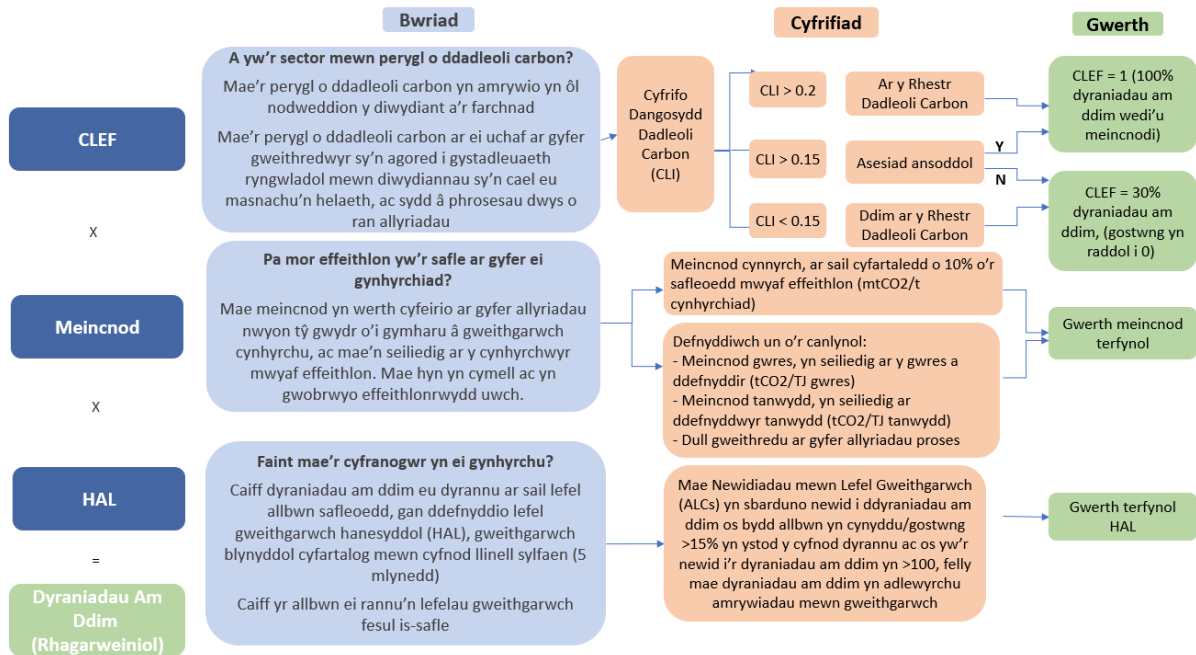 Bwriad
Cyfrifiad
Gwerth
CLEF
A yw'r sector mewn perygl o ddadleoli carbon?
Mae'r perygl o ddadleoli carbon yn amrywio yn ôl
nodweddion y diwydiant a'r farchnad
Mae'r perygl o ddadleoli carbon ar ei uchaf ar gyfer
gweithredwyr sy'n agored i gystadleuaeth
ryngwladol mewn diwydiannau sy'n cael eu
masnachu'n helaeth, ac sydd â phrosesau dwys o
ran allyriadau
Cyfrifo
Dangosydd
Dadleoli
Carbon
(CLI)
CLI > 0.2
CLI > 0.15
CLI < 0.15
Ar y Rhestr
Dadleoli Carbon
Asesiad ansoddol
Y
N
Ddim ar y Rhestr
Dadleoli Carbon
CLEF = 1 (100%
dyraniadau am
ddim wedi'u
meincnodi)
CLEF = 30%
dyraniadau am
ddim, (gostwng yn
raddol i 0)
X
Meincnod
Pa mor effeithlon yw'r safle ar gyfer ei
gynhyrchiad?
Mae meincnod yn werth cyfeirio ar gyfer allyriadau
nwyon tŷ gwydr o'i gymharu â gweithgarwch
cynhyrchu, ac mae'n seiliedig ar y cynhyrchwyr
mwyaf effeithlon. Mae hyn yn cymell ac yn
gwobrwyo effeithlonrwydd uwch.
Meincnod cynnyrch, ar sail cyfartaledd o 10% o'r
safleoedd mwyaf effeithlon (mtCO2/t
cynhyrchiad)
Defnyddiwch un o'r canlynol:
- Meincnod gwres, yn seiliedig ar y gwres a
ddefnyddir (tCO2/TJ gwres)
- Meincnod tanwydd, yn seiliedig ar
ddefnyddwyr tanwydd (tCO2/TJ tanwydd)
- Dull gweithredu ar gyfer allyriadau proses
Gwerth meincnod
terfynol
X
HAL
Faint mae'r cyfranogwr yn ei gynhyrchu?
Caiff dyraniadau am ddim eu dyrannu ar sail lefel
allbwn safleoedd, gan ddefnyddio lefel
gweithgarwch hanesyddol (HAL), gweithgarwch
blynyddol cyfartalog mewn cyfnod llinell sylfaen (5
mlynedd)
Caiff yr allbwn ei rannu'n lefelau gweithgarwch
fesul is-safle
Mae Newidiadau mewn Lefel Gweithgarwch
(ALCs) yn sbarduno newid i ddyraniadau am
ddim os bydd allbwn yn cynyddu/gostwng
>15% yn ystod y cyfnod dyrannu ac os yw'r
newid i'r dyraniadau am ddim yn >100, felly
mae dyraniadau am ddim yn adlewyrchu
amrywiadau mewn gweithgarwch
Gwerth terfynol
HAL
=
Dyraniadau Am
Ddim
(Rhagarweiniol)